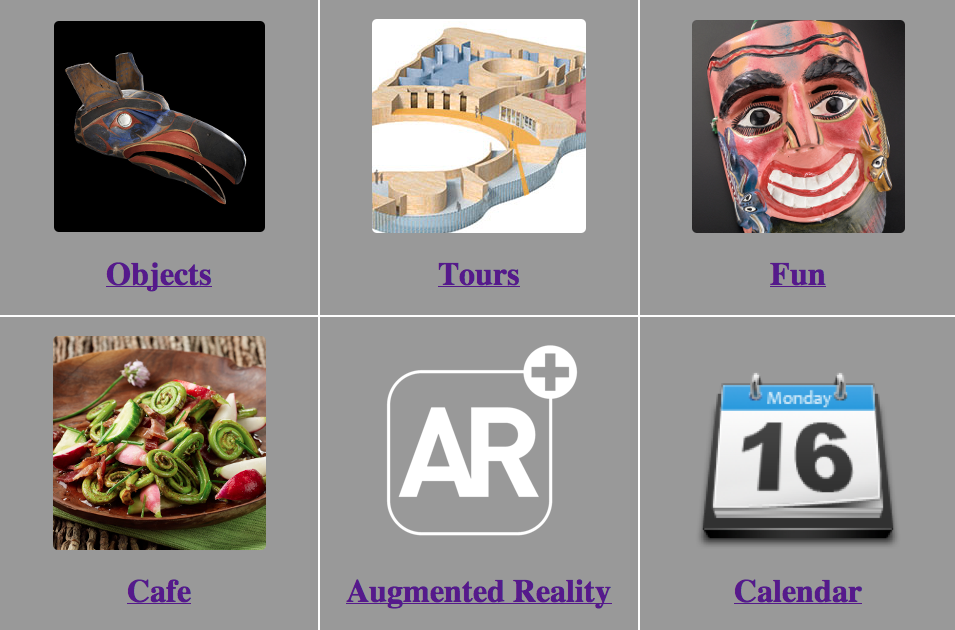 Objects
Tours
Fun
AR
Monday
16
Cafe
Augmented Reality
Calendar